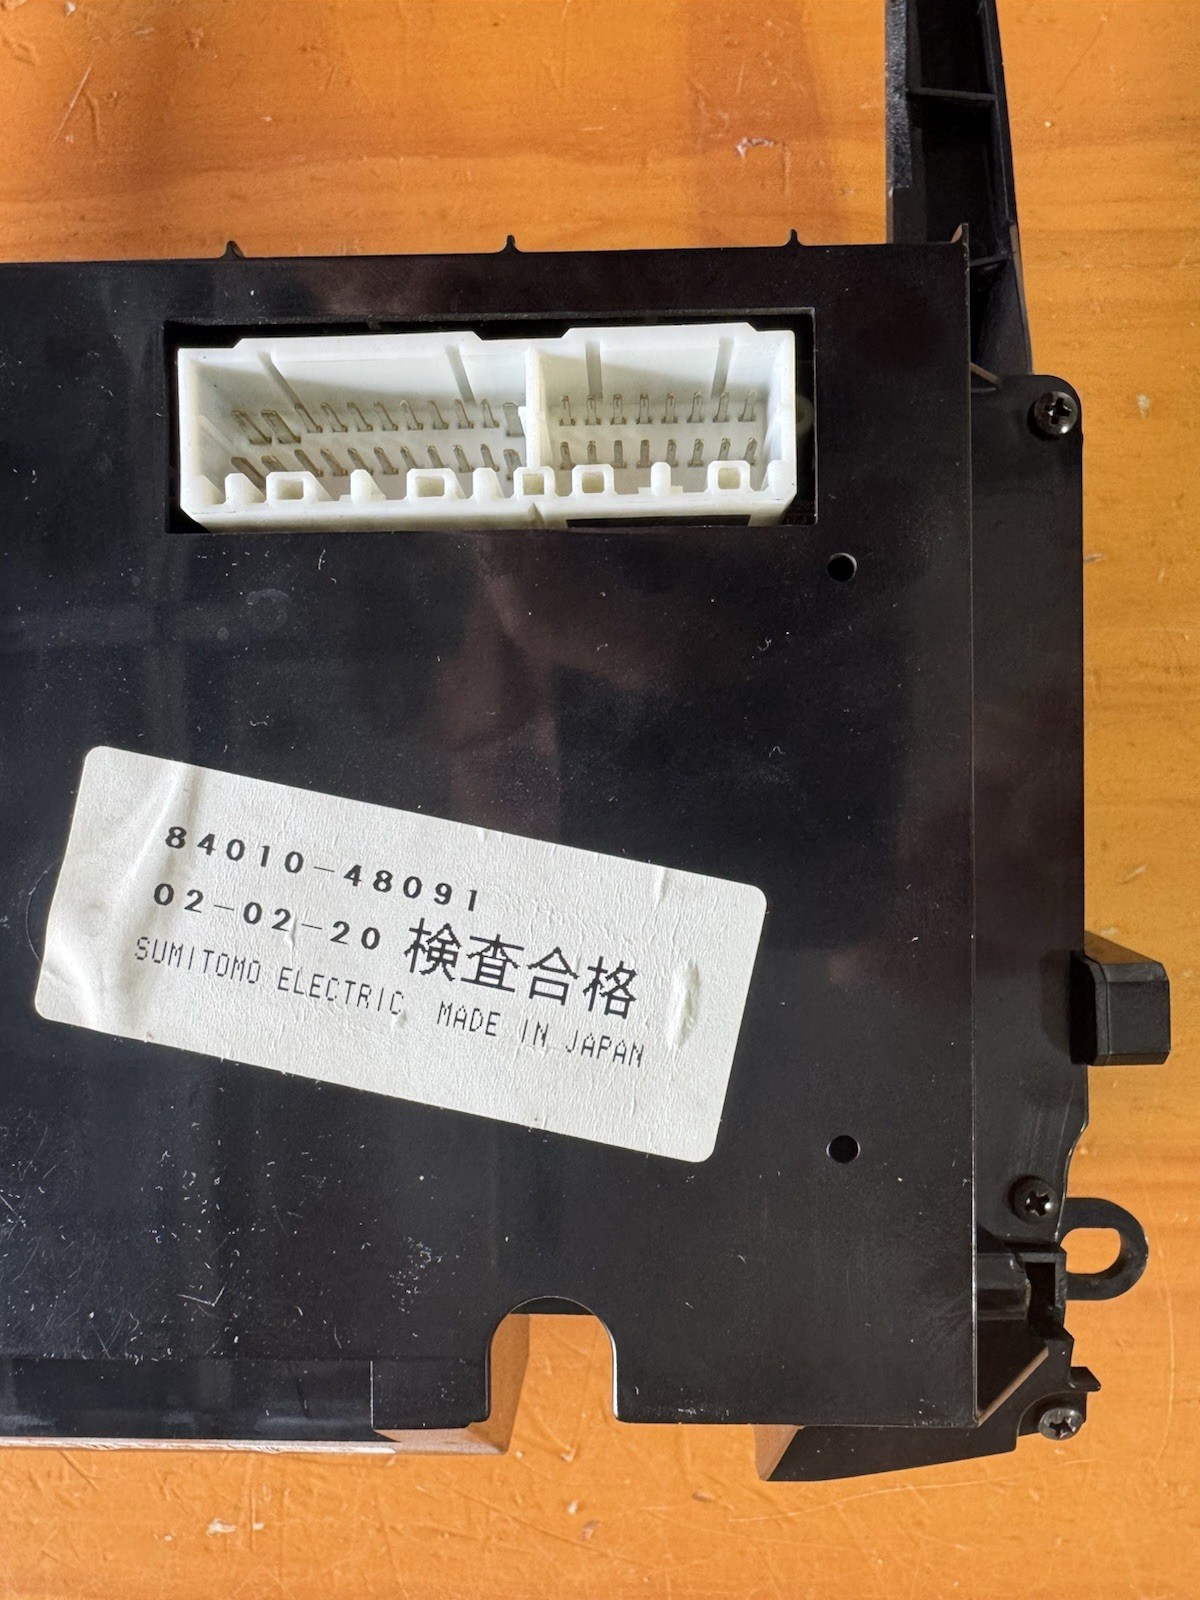 84010-48091
02-02-20 検査合格
SUMITOMO ELECTRIC MADE IN JAPAN